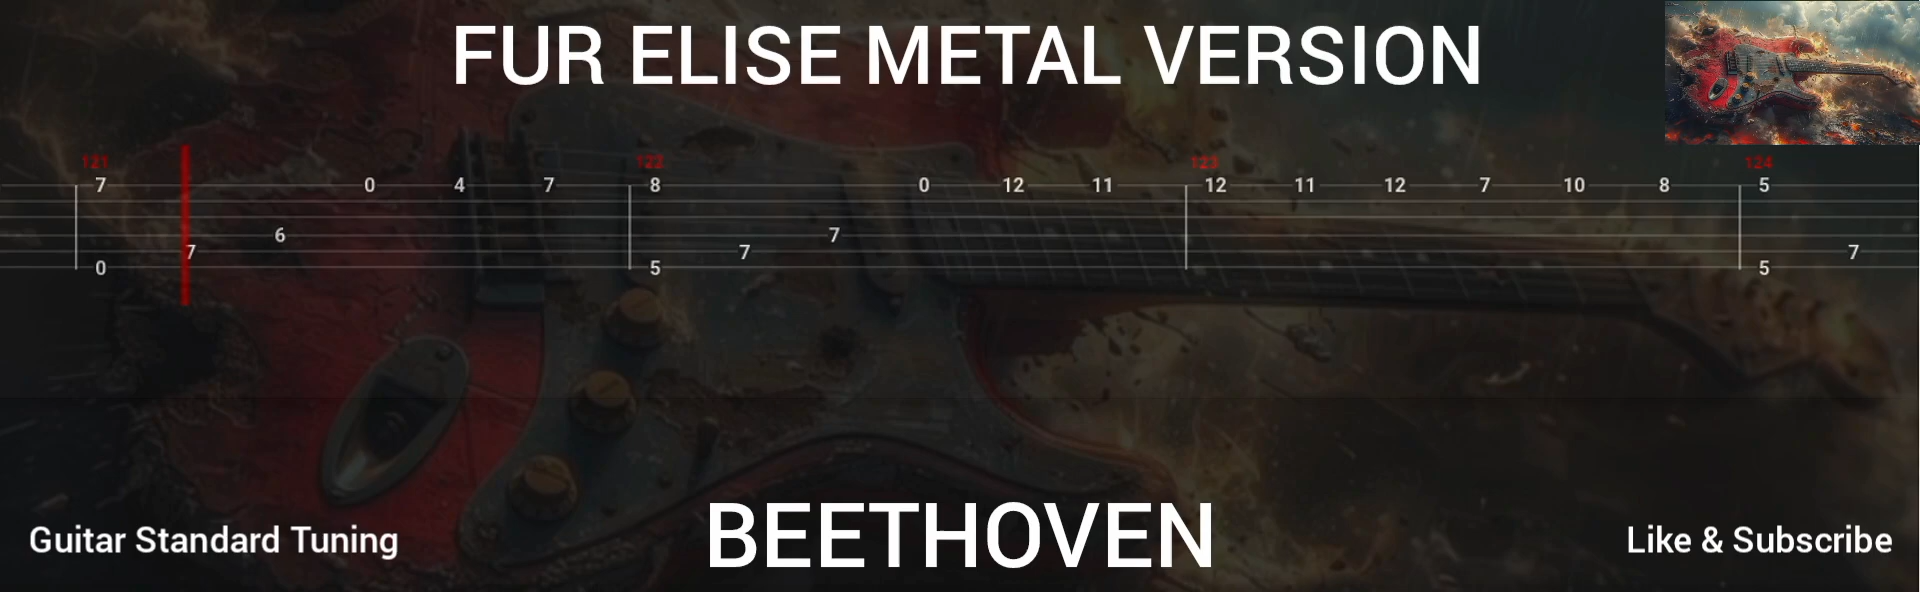 FUR ELISE METAL VERSION
121 122 123 124
7 0 4 7 8 0 12 11 12 11 12 7 10 8 5
6 7
7 7 7
0 5 5
BEETHOVEN
Guitar Standard Tuning
Like & Subscribe